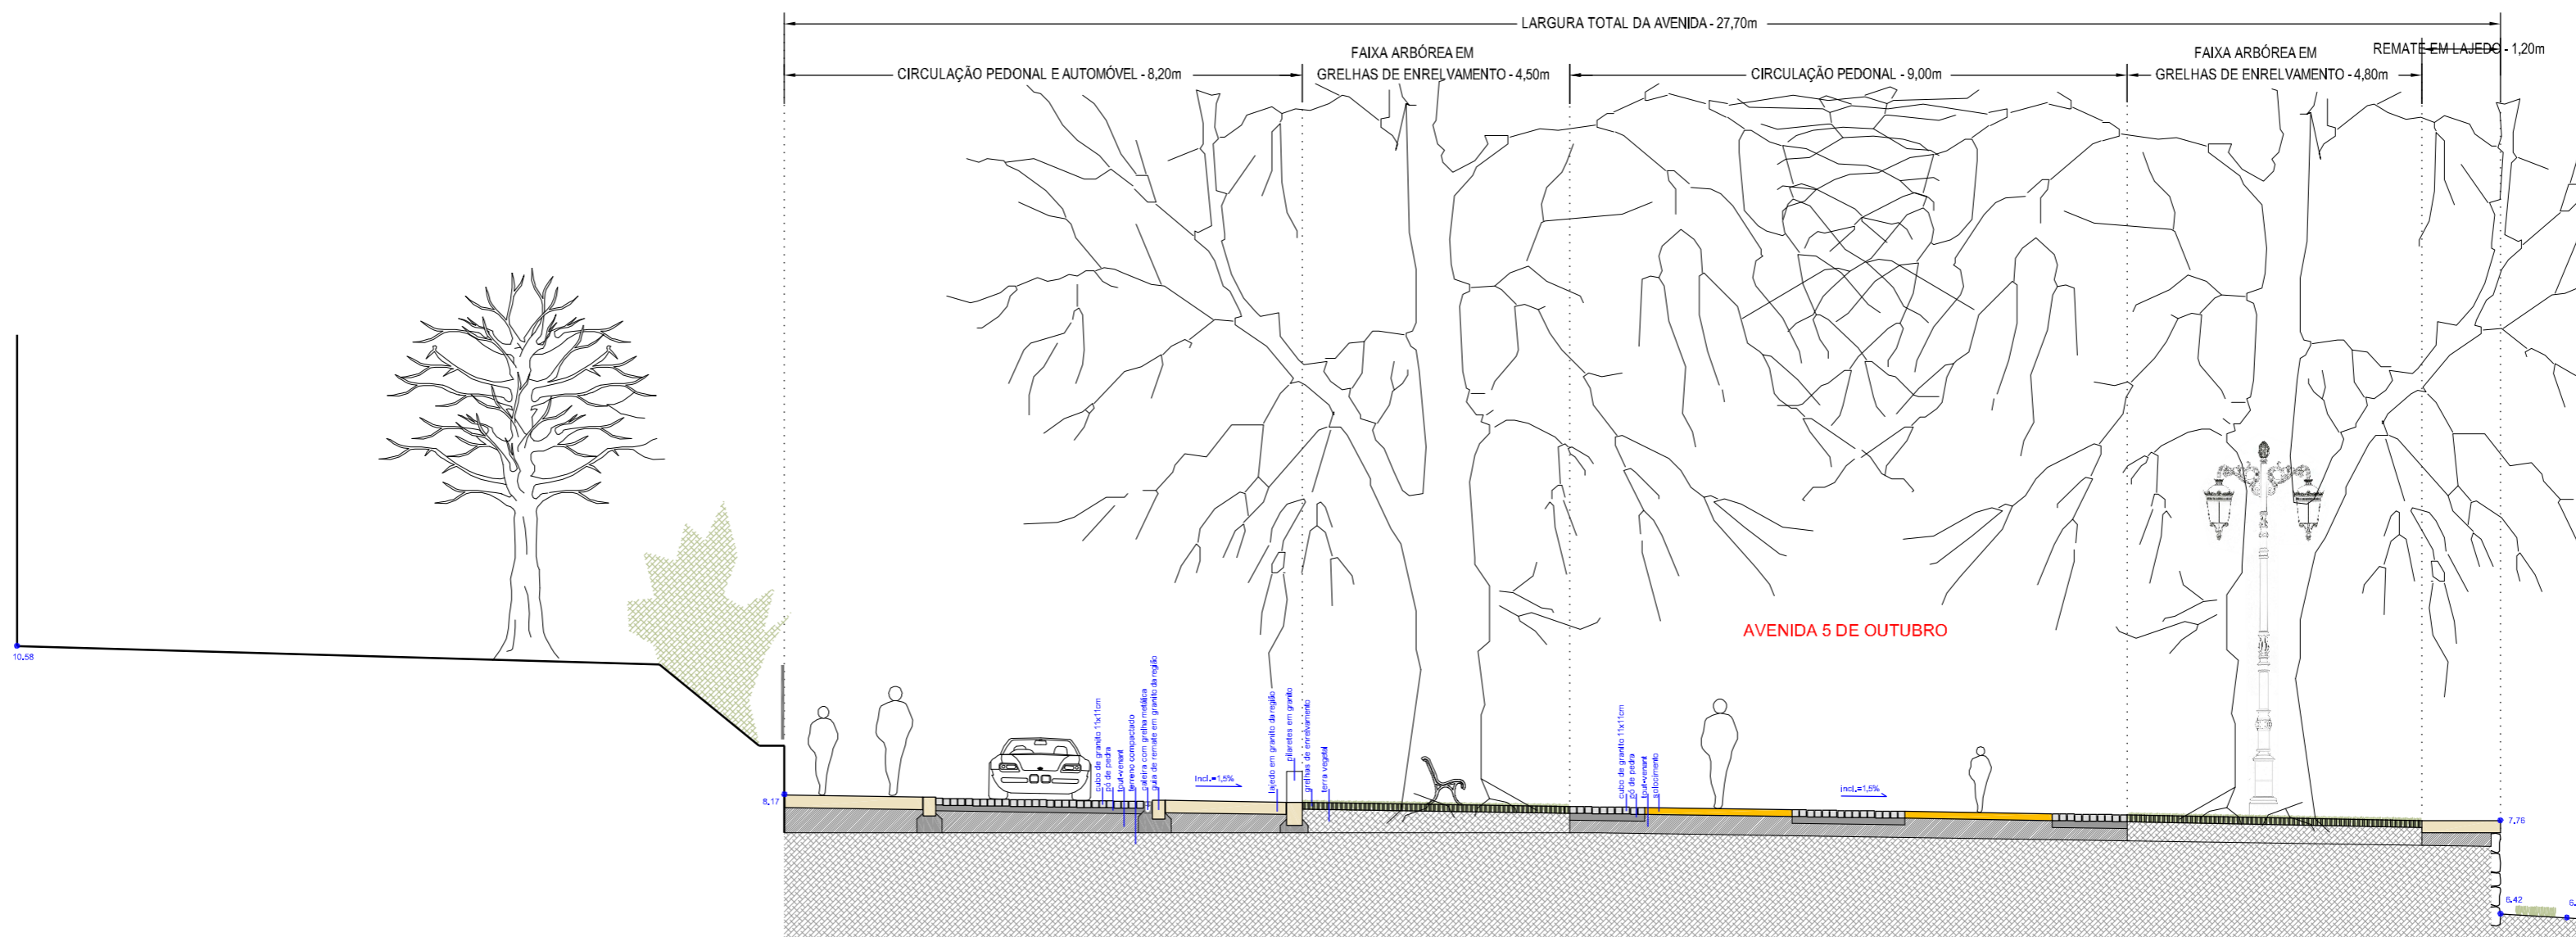 LARGURA TOTAL DA AVENIDA - 27,70m
FAIXA ARBÓREA EM
FAIXA ARBÓREA EM
REMATE EM LAJEDO - 1,20m
CIRCULAÇÃO PEDONAL E AUTOMÓVEL - 8,20m
GRELHAS DE ENRELVAMENTO - 4,50m
CIRCULAÇÃO PEDONAL - 9,00m
GRELHAS DE ENRELVAMENTO - 4,80m
AVENIDA 5 DE OUTUBRO
10.58
cubo de granito 11x11cm
pó de pedra
tout-venant
terreno compactado
caleira com grelha metálica
guia de remate em granito da região
Incl.=1,5%
lajedo em granito da região
pilaretes em granito
grelhas de enrelvamento
terra vegetal
cubo de granito 11x11cm
pó de pedra
tout-venant
solocimento
incl.=1,5%
8.17
7.76
6.42